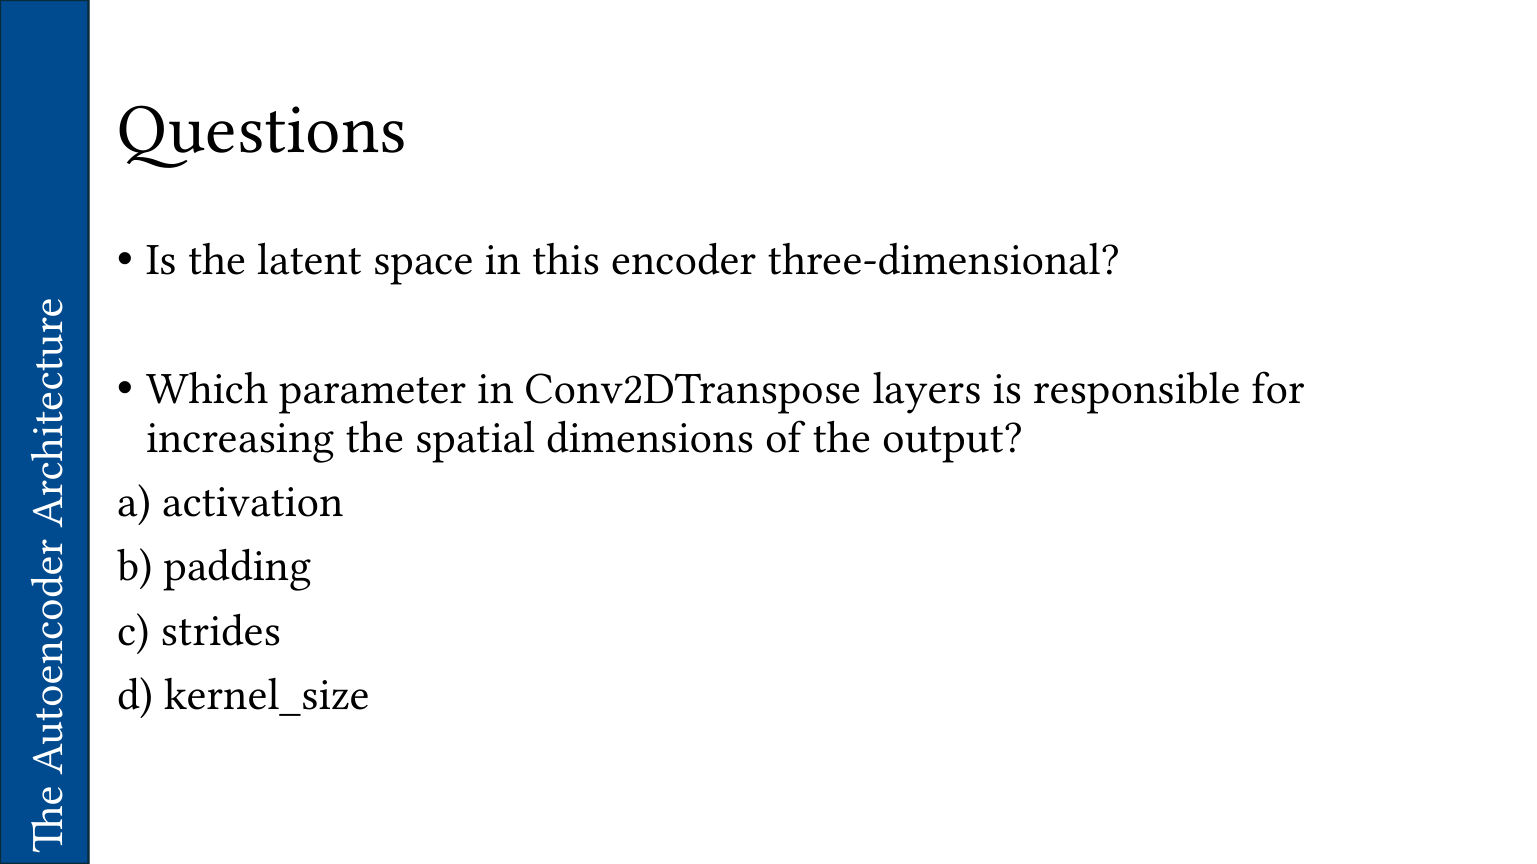 The Autoencoder Architecture
Questions
• Is the latent space in this encoder three-dimensional?
• Which parameter in Conv2DTranspose layers is responsible for
increasing the spatial dimensions of the output?
a) activation
b) padding
c) strides
d) kernel_size